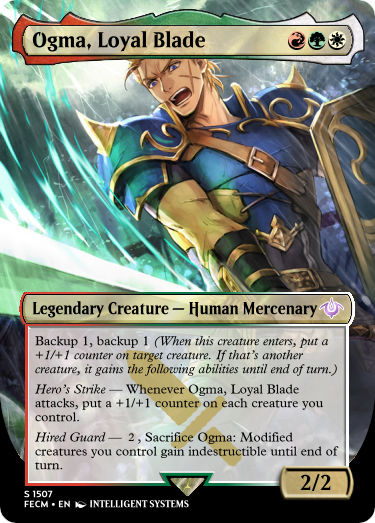 Ogma, Loyal Blade
Legendary Creature — Human Mercenary
Backup 1, backup 1 (When this creature enters, put a
+1/+1 counter on target creature. If that's another
creature, it gains the following abilities until end of turn.)
Hero's Strike — Whenever Ogma, Loyal Blade
attacks, put a +1/+1 counter on each creature you
control.
Hired Guard — 2 , Sacrifice Ogma: Modified
creatures you control gain indestructible until end of
turn.
2/2
S 1507
FECM • EN INTELLIGENT SYSTEMS